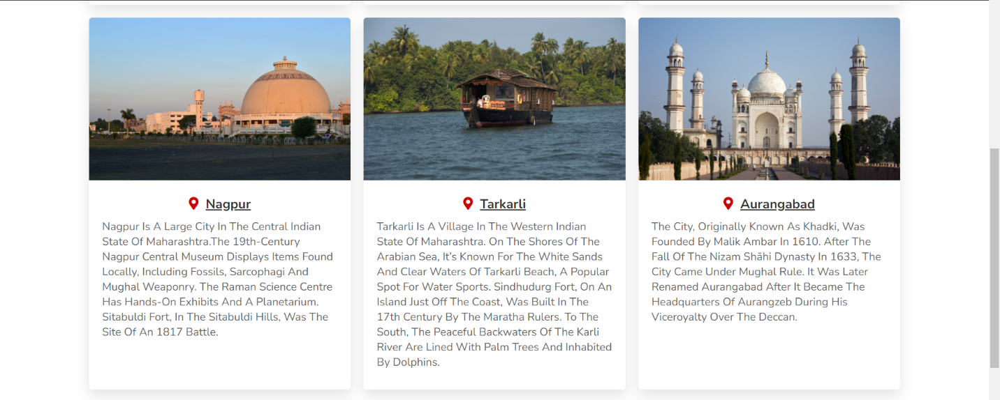 Nagpur
Nagpur Is A Large City In The Central Indian
State Of Maharashtra.The 19th-Century
Nagpur Central Museum Displays Items Found
Locally, Including Fossils, Sarcophagi And
Mughal Weaponry. The Raman Science Centre
Has Hands-On Exhibits And A Planetarium.
Sitabuldi Fort, In The Sitabuldi Hills, Was The
Site Of An 1817 Battle.
Tarkarli
Tarkarli Is A Village In The Western Indian
State Of Maharashtra. On The Shores Of The
Arabian Sea, It’s Known For The White Sands
And Clear Waters Of Tarkarli Beach, A Popular
Spot For Water Sports. Sindhudurg Fort, On An
Island Just Off The Coast, Was Built In The
17th Century By The Maratha Rulers. To The
South, The Peaceful Backwaters Of The Karli
River Are Lined With Palm Trees And Inhabited
By Dolphins.
Aurangabad
The City, Originally Known As Khadki, Was
Founded By Malik Ambar In 1610. After The
Fall Of The Nizam Shāhi Dynasty In 1633, The
City Came Under Mughal Rule. It Was Later
Renamed Aurangabad After It Became The
Headquarters Of Aurangzeb During His
Viceroyalty Over The Deccan.